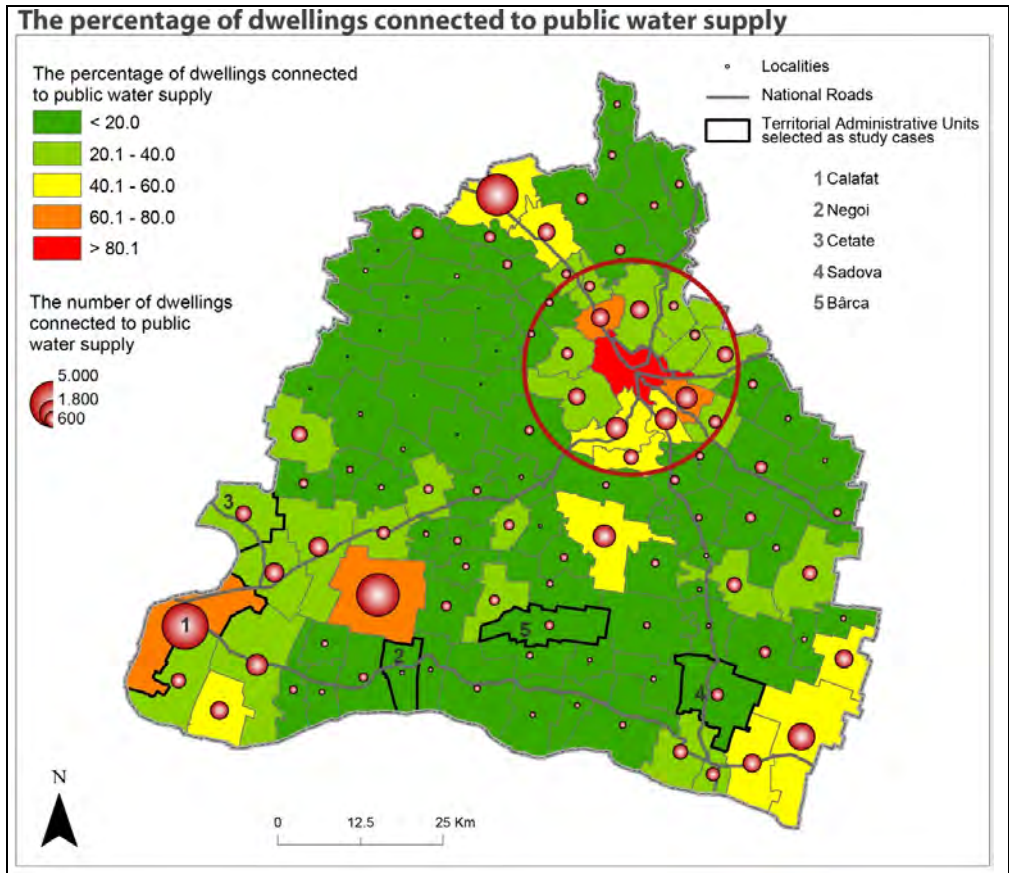 The percentage of dwellings connected to public water supply
The percentage of dwellings connected
to public water supply
< 20.0
20.1 - 40.0
40.1 - 60.0
60.1 - 80.0
> 80.1
The number of dwellings
connected to public
water supply
5.000
1.800
600
Localities
National Roads
Territorial Administrative Units
selected as study cases
1 Calafat
2 Negoi
3 Cetate
4 Sadova
5 Bârca
3
1
2
5
4
N
0 12.5 25 Km